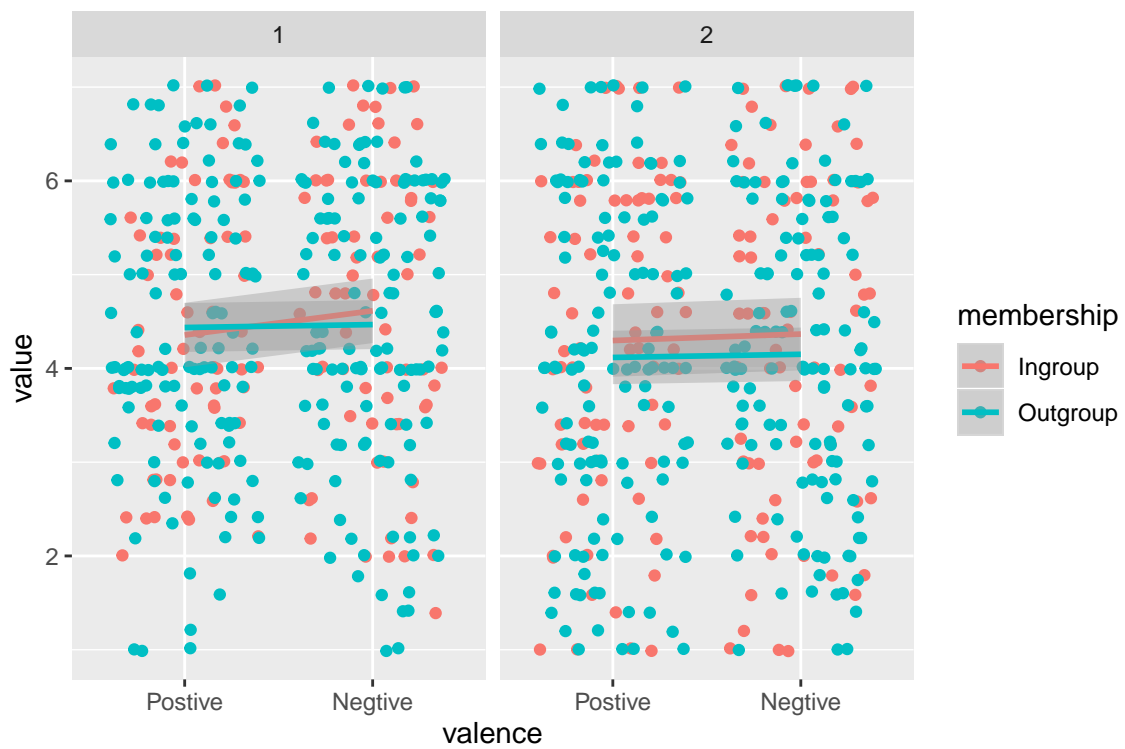 1
2
6
4
2
value
Postive
Negtive
Postive
Negtive
valence
membership
Ingroup
Outgroup